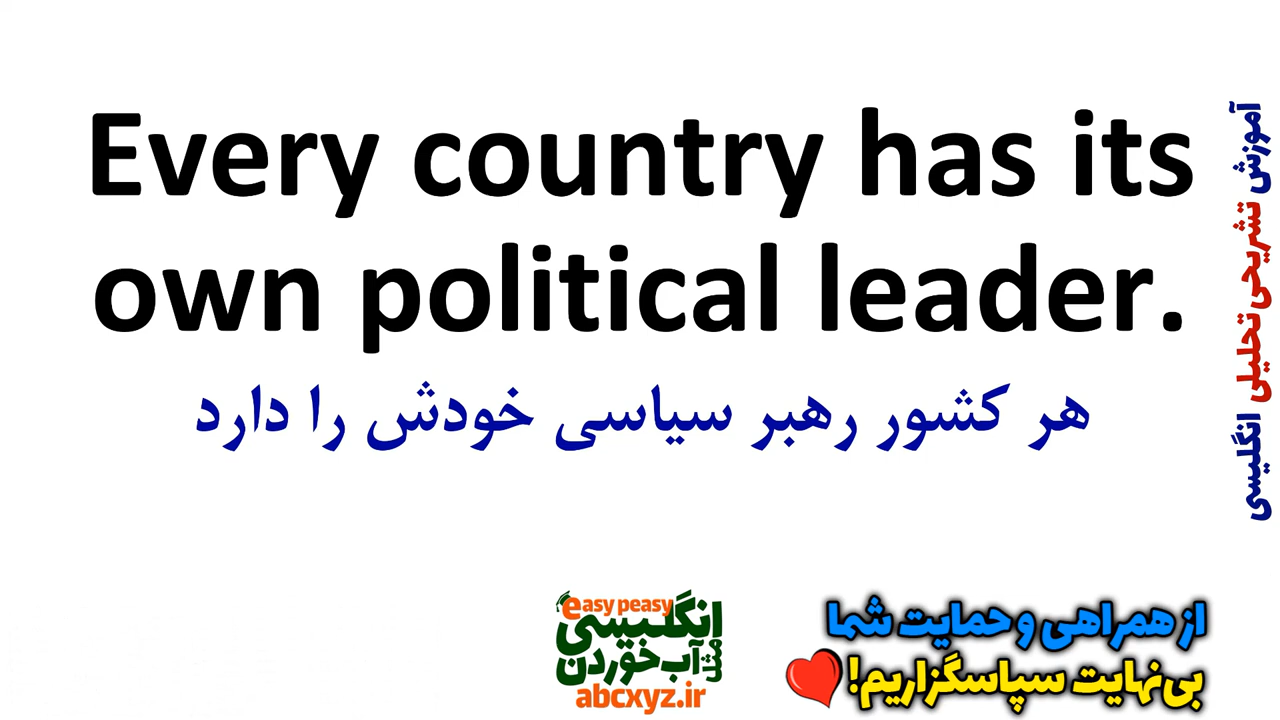 Every country has its
own political leader.
هر کشور رهبر سیاسی خودش را دارد
آموزش تشریحی تحلیلی انگلیسی
easy peasy
انگلیسی
مثل آب خوردن
abcxyz.ir
از همراهی و حمایت شما
بی‌نهایت سپاسگزاریم!